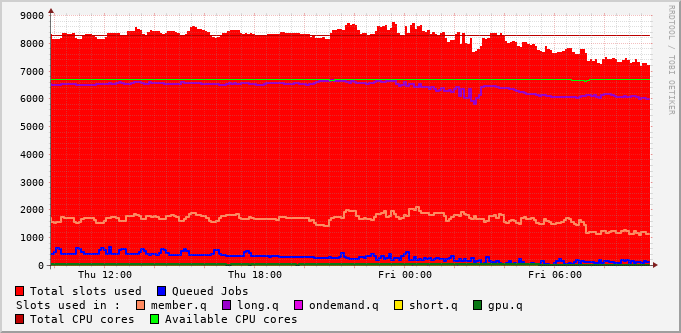 9000
8000
7000
6000
5000
4000
3000
2000
1000
0
Thu 12:00 Thu 18:00 Fri 00:00 Fri 06:00
RRDTOOL / TOBI OETIKER
Total slots used Queued Jobs
Slots used in : member.q long.q ondemand.q short.q gpu.q
Total CPU cores Available CPU cores